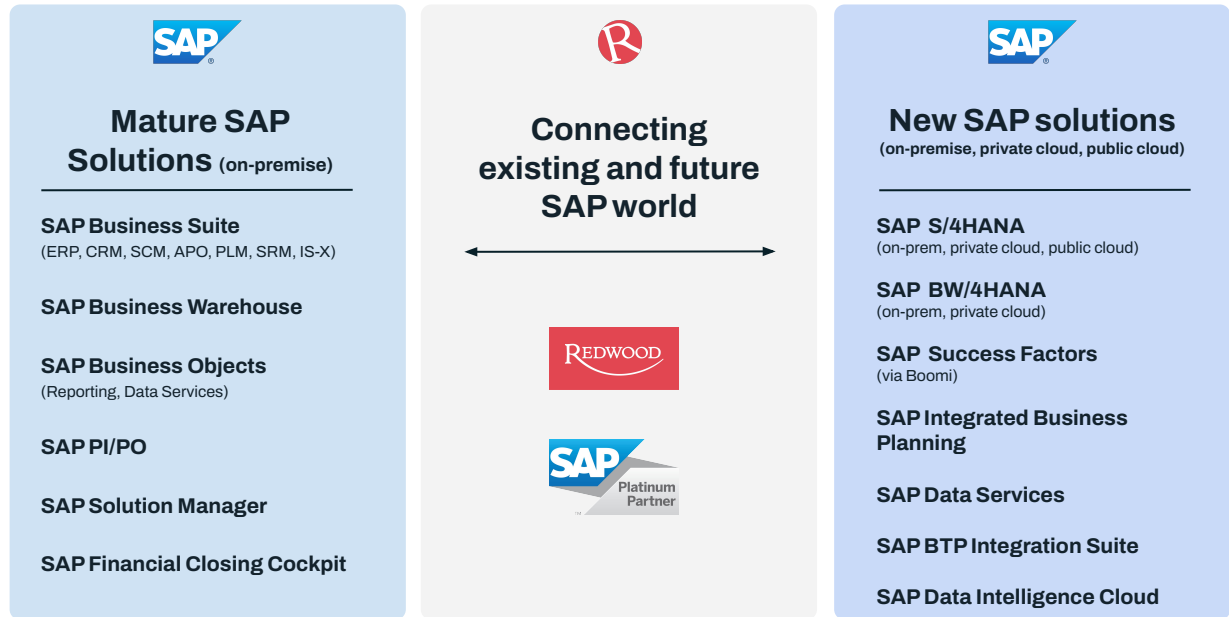 SAP®
Mature SAP
Solutions (on-premise)
SAP Business Suite
(ERP, CRM, SCM, APO, PLM, SRM, IS-X)
SAP Business Warehouse
SAP Business Objects
(Reporting, Data Services)
SAP PI/PO
SAP Solution Manager
SAP Financial Closing Cockpit
R
Connecting
existing and future
SAP world
REDWOOD
SAP
Platinum
Partner
™
SAP®
New SAP solutions
(on-premise, private cloud, public cloud)
SAP S/4HANA
(on-prem, private cloud, public cloud)
SAP BW/4HANA
(on-prem, private cloud)
SAP Success Factors
(via Boomi)
SAP Integrated Business
Planning
SAP Data Services
SAP BTP Integration Suite
SAP Data Intelligence Cloud